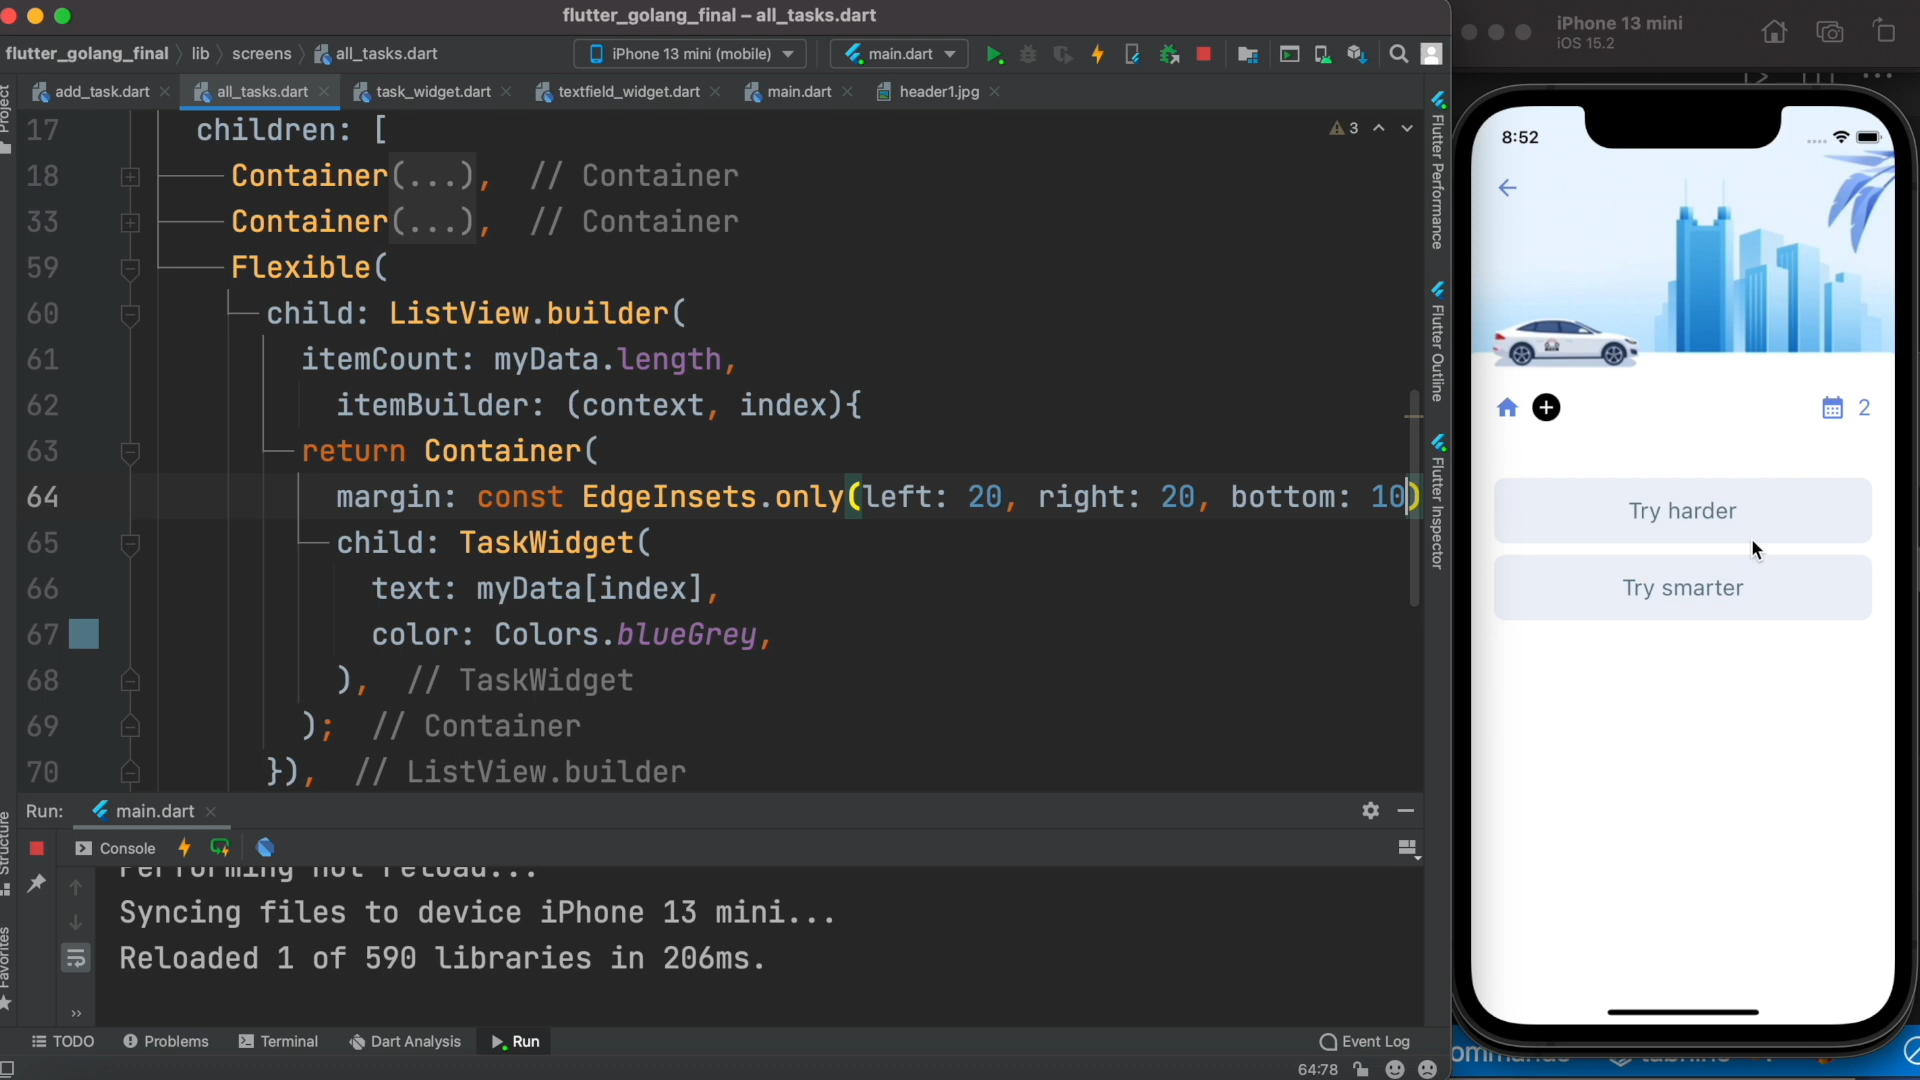 flutter_golang_final – all_tasks.dart
flutter_golang_final lib screens all_tasks.dart
iPhone 13 mini (mobile) main.dart
add_task.dart all_tasks.dart task_widget.dart textfield_widget.dart main.dart header1.jpg
Project
17 children: [
3
18 Container(...), // Container
33 Container(...), // Container
59 Flexible(
60 child: ListView.builder(
61 itemCount: myData.length,
62 itemBuilder: (context, index){
63 return Container(
64 margin: const EdgeInsets.only(left: 20, right: 20, bottom: 10)
65 child: TaskWidget(
66 text: myData[index],
67 color: Colors.blueGrey,
68 ), // TaskWidget
69 ); // Container
70 }), // ListView.builder
Flutter Performance
Flutter Outline
Flutter Inspector
Structure
Favorites
Run: main.dart
Console
Performing hot reload...
Syncing files to device iPhone 13 mini...
Reloaded 1 of 590 libraries in 206ms.
TODO Problems Terminal Dart Analysis Run Event Log
64:78
iPhone 13 mini
iOS 15.2
8:52
2
Try harder
Try smarter